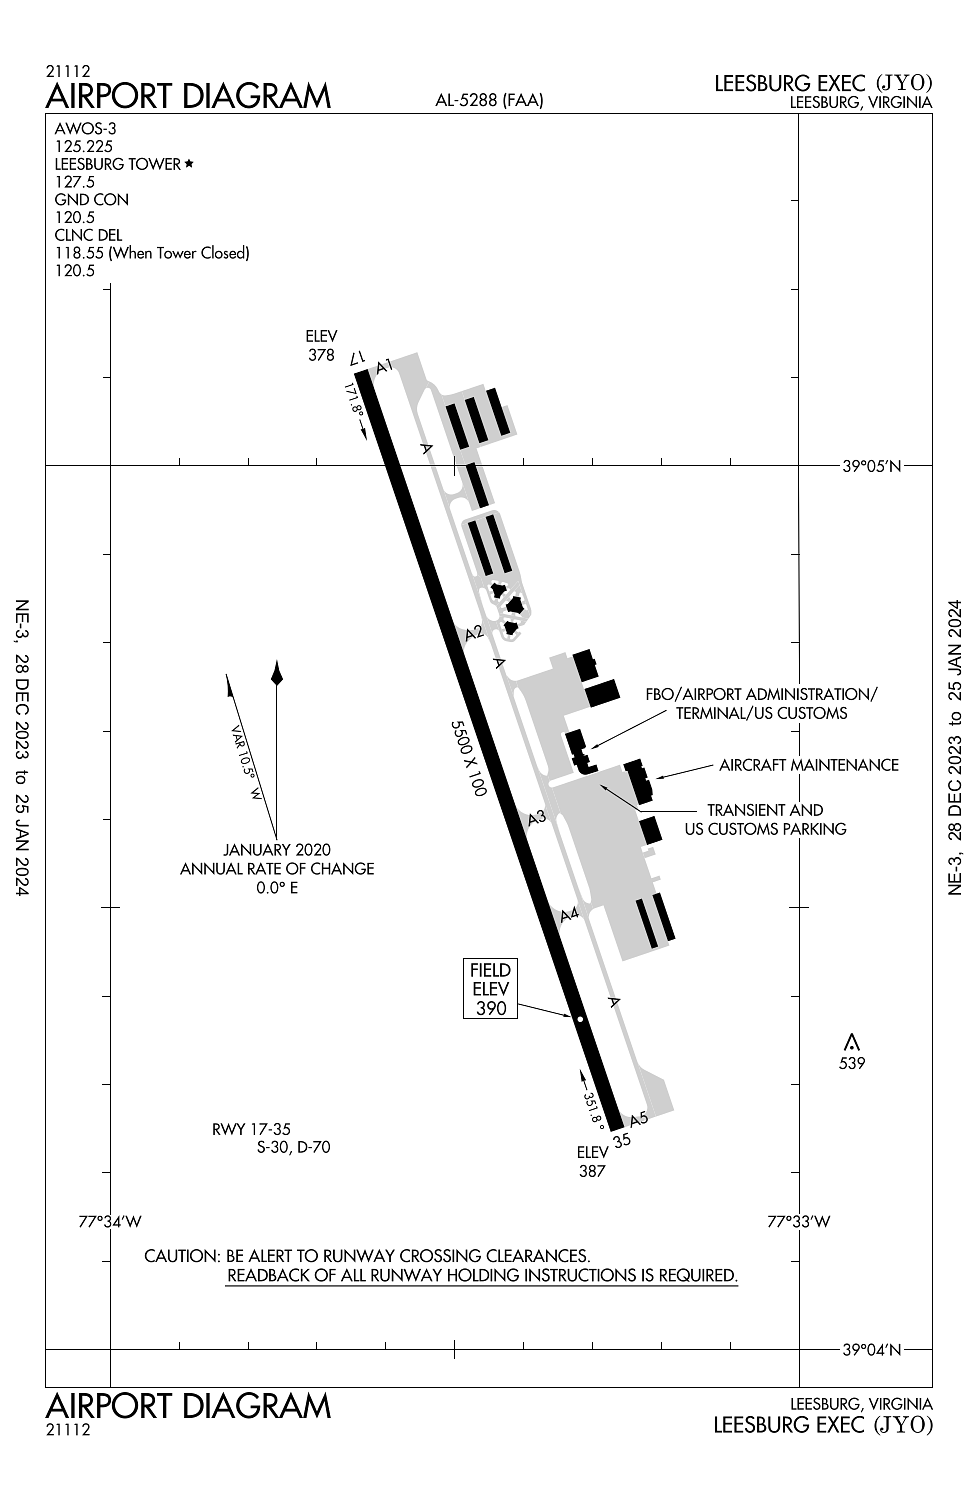 21112
AIRPORT DIAGRAM
AL-5288 (FAA)
LEESBURG EXEC (JYO)
LEESBURG, VIRGINIA
AWOS-3
125.225
LEESBURG TOWER ★
127.5
GND CON
120.5
CLNC DEL
118.55 (When Tower Closed)
120.5
ELEV
378
17
A1
171.8°
A
39°05'N
NE-3, 28 DEC 2023 to 25 JAN 2024
NE-3, 28 DEC 2023 to 25 JAN 2024
A2
A
FBO/AIRPORT ADMINISTRATION/
TERMINAL/US CUSTOMS
VAR 10.5° W
5500 X 100
AIRCRAFT MAINTENANCE
TRANSIENT AND
US CUSTOMS PARKING
A3
JANUARY 2020
ANNUAL RATE OF CHANGE
0.0° E
A4
FIELD
ELEV
390
A
539
351.8°
A5
35
RWY 17-35
S-30, D-70
ELEV
387
77°34'W
77°33'W
CAUTION: BE ALERT TO RUNWAY CROSSING CLEARANCES.
READBACK OF ALL RUNWAY HOLDING INSTRUCTIONS IS REQUIRED.
39°04'N
AIRPORT DIAGRAM
21112
LEESBURG, VIRGINIA
LEESBURG EXEC (JYO)